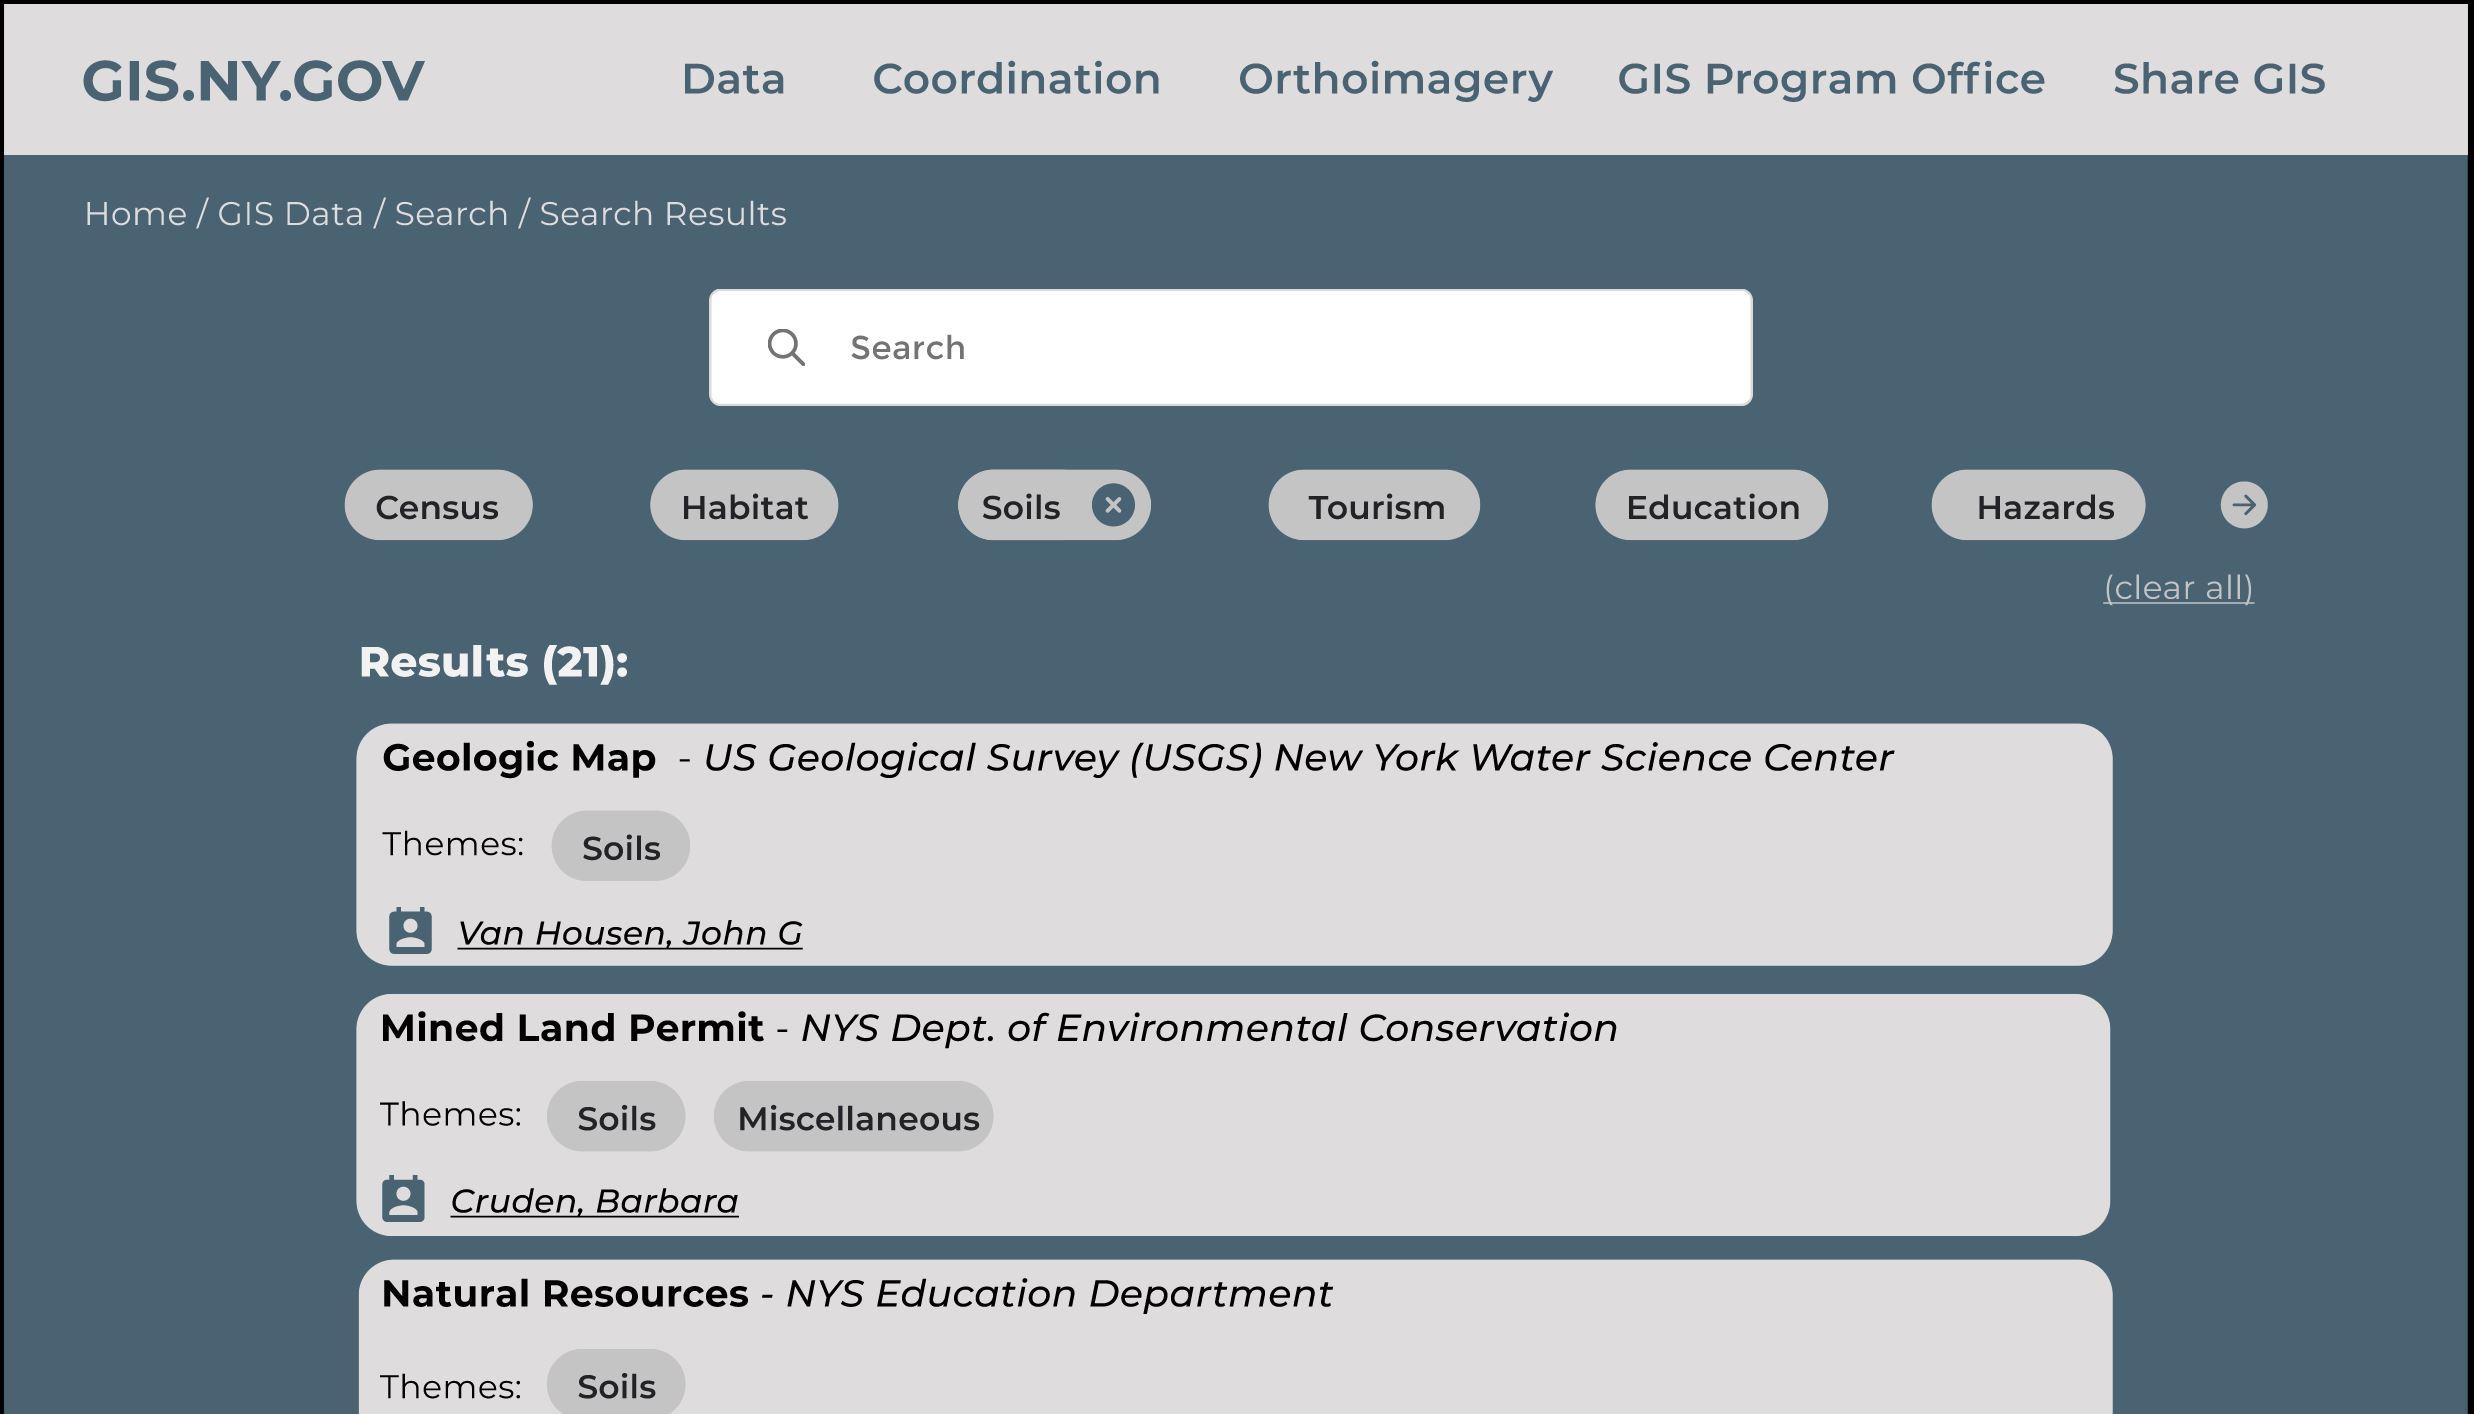 GIS.NY.GOV Data Coordination Orthoimagery GIS Program Office Share GIS
Home / GIS Data / Search / Search Results
Search
Census Habitat Soils Tourism Education Hazards
(clear all)
Results (21):
Geologic Map - US Geological Survey (USGS) New York Water Science Center
Themes: Soils
Van Housen, John G
Mined Land Permit - NYS Dept. of Environmental Conservation
Themes: Soils Miscellaneous
Cruden, Barbara
Natural Resources - NYS Education Department
Themes: Soils